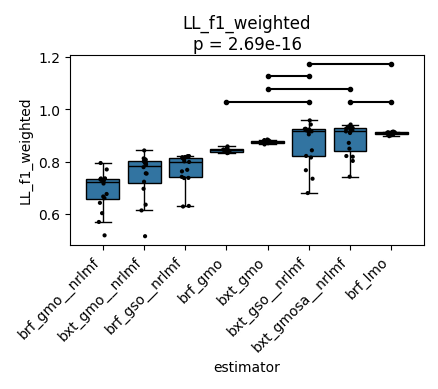 LL_f1_weighted
p = 2.69e-16
1.2
1.0
0.8
0.6
LL_f1_weighted
brf_gmo__nrlmf
bxt_gmo__nrlmf
brf_gso__nrlmf
brf_gmo
bxt_gmo
bxt_gso__nrlmf
bxt_gmosa__nrlmf
brf_lmo
estimator